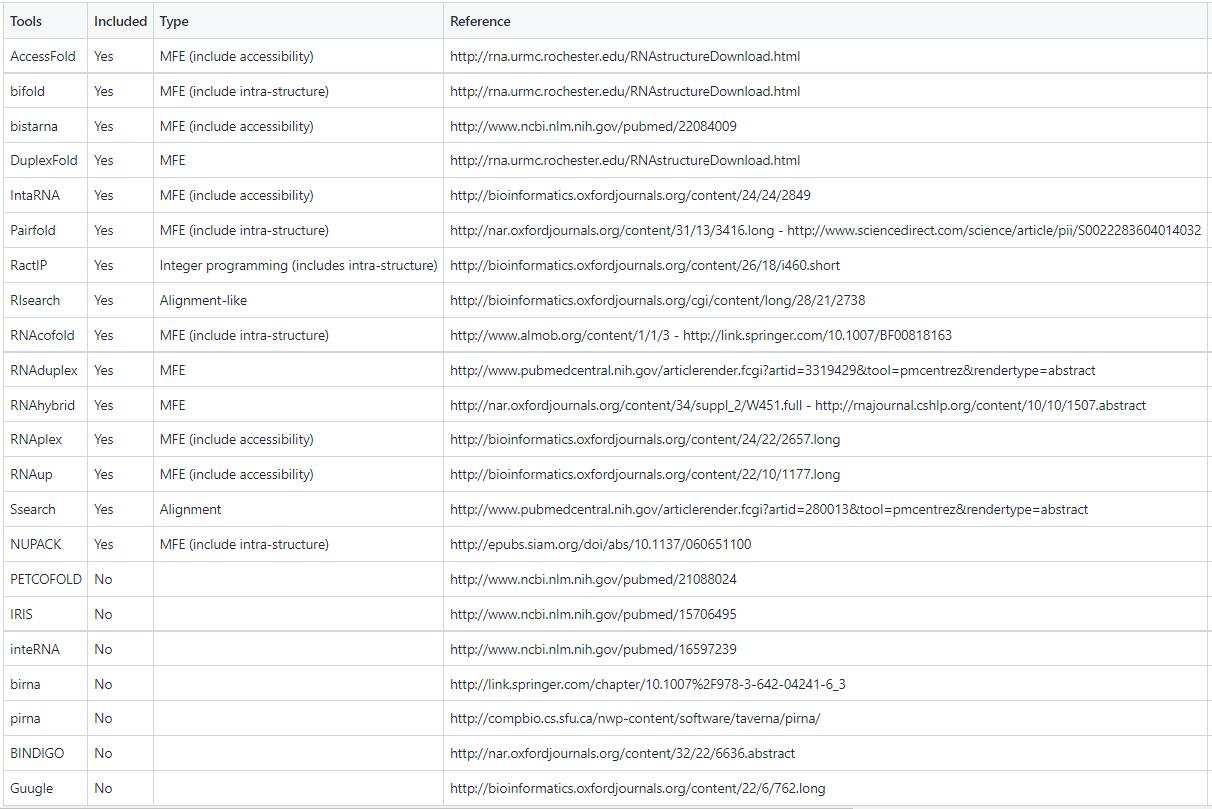 Tools Included Type Reference
AccessFold Yes MFE (include accessibility) http://rna.urmc.rochester.edu/RNAstructureDownload.html
bifold Yes MFE (include intra-structure) http://rna.urmc.rochester.edu/RNAstructureDownload.html
bistarna Yes MFE (include accessibility) http://www.ncbi.nlm.nih.gov/pubmed/22084009
DuplexFold Yes MFE http://rna.urmc.rochester.edu/RNAstructureDownload.html
IntaRNA Yes MFE (include accessibility) http://bioinformatics.oxfordjournals.org/content/24/24/2849
Pairfold Yes MFE (include intra-structure) http://nar.oxfordjournals.org/content/31/13/3416.long - http://www.sciencedirect.com/science/article/pii/S0022283604014032
RactIP Yes Integer programming (includes intra-structure) http://bioinformatics.oxfordjournals.org/content/26/18/i460.short
RIsearch Yes Alignment-like http://bioinformatics.oxfordjournals.org/cgi/content/long/28/21/2738
RNAcofold Yes MFE (include intra-structure) http://www.almob.org/content/1/1/3 - http://link.springer.com/10.1007/BF00818163
RNAduplex Yes MFE http://www.pubmedcentral.nih.gov/articlerender.fcgi?artid=3319429&tool=pmcentrez&rendertype=abstract
RNAhybrid Yes MFE http://nar.oxfordjournals.org/content/34/suppl_2/W451.full - http://rnajournal.cshlp.org/content/10/10/1507.abstract
RNAplex Yes MFE (include accessibility) http://bioinformatics.oxfordjournals.org/content/24/22/2657.long
RNAup Yes MFE (include accessibility) http://bioinformatics.oxfordjournals.org/content/22/10/1177.long
Ssearch Yes Alignment http://www.pubmedcentral.nih.gov/articlerender.fcgi?artid=280013&tool=pmcentrez&rendertype=abstract
NUPACK Yes MFE (include intra-structure) http://epubs.siam.org/doi/abs/10.1137/060651100
PETCOFOLD No http://www.ncbi.nlm.nih.gov/pubmed/21088024
IRIS No http://www.ncbi.nlm.nih.gov/pubmed/15706495
inteRNA No http://www.ncbi.nlm.nih.gov/pubmed/16597239
birna No http://link.springer.com/chapter/10.1007%2F978-3-642-04241-6_3
pirna No http://compbio.cs.sfu.ca/nwp-content/software/taverna/pirna/
BINDIGO No http://nar.oxfordjournals.org/content/32/22/6636.abstract
Guugle No http://bioinformatics.oxfordjournals.org/content/22/6/762.long